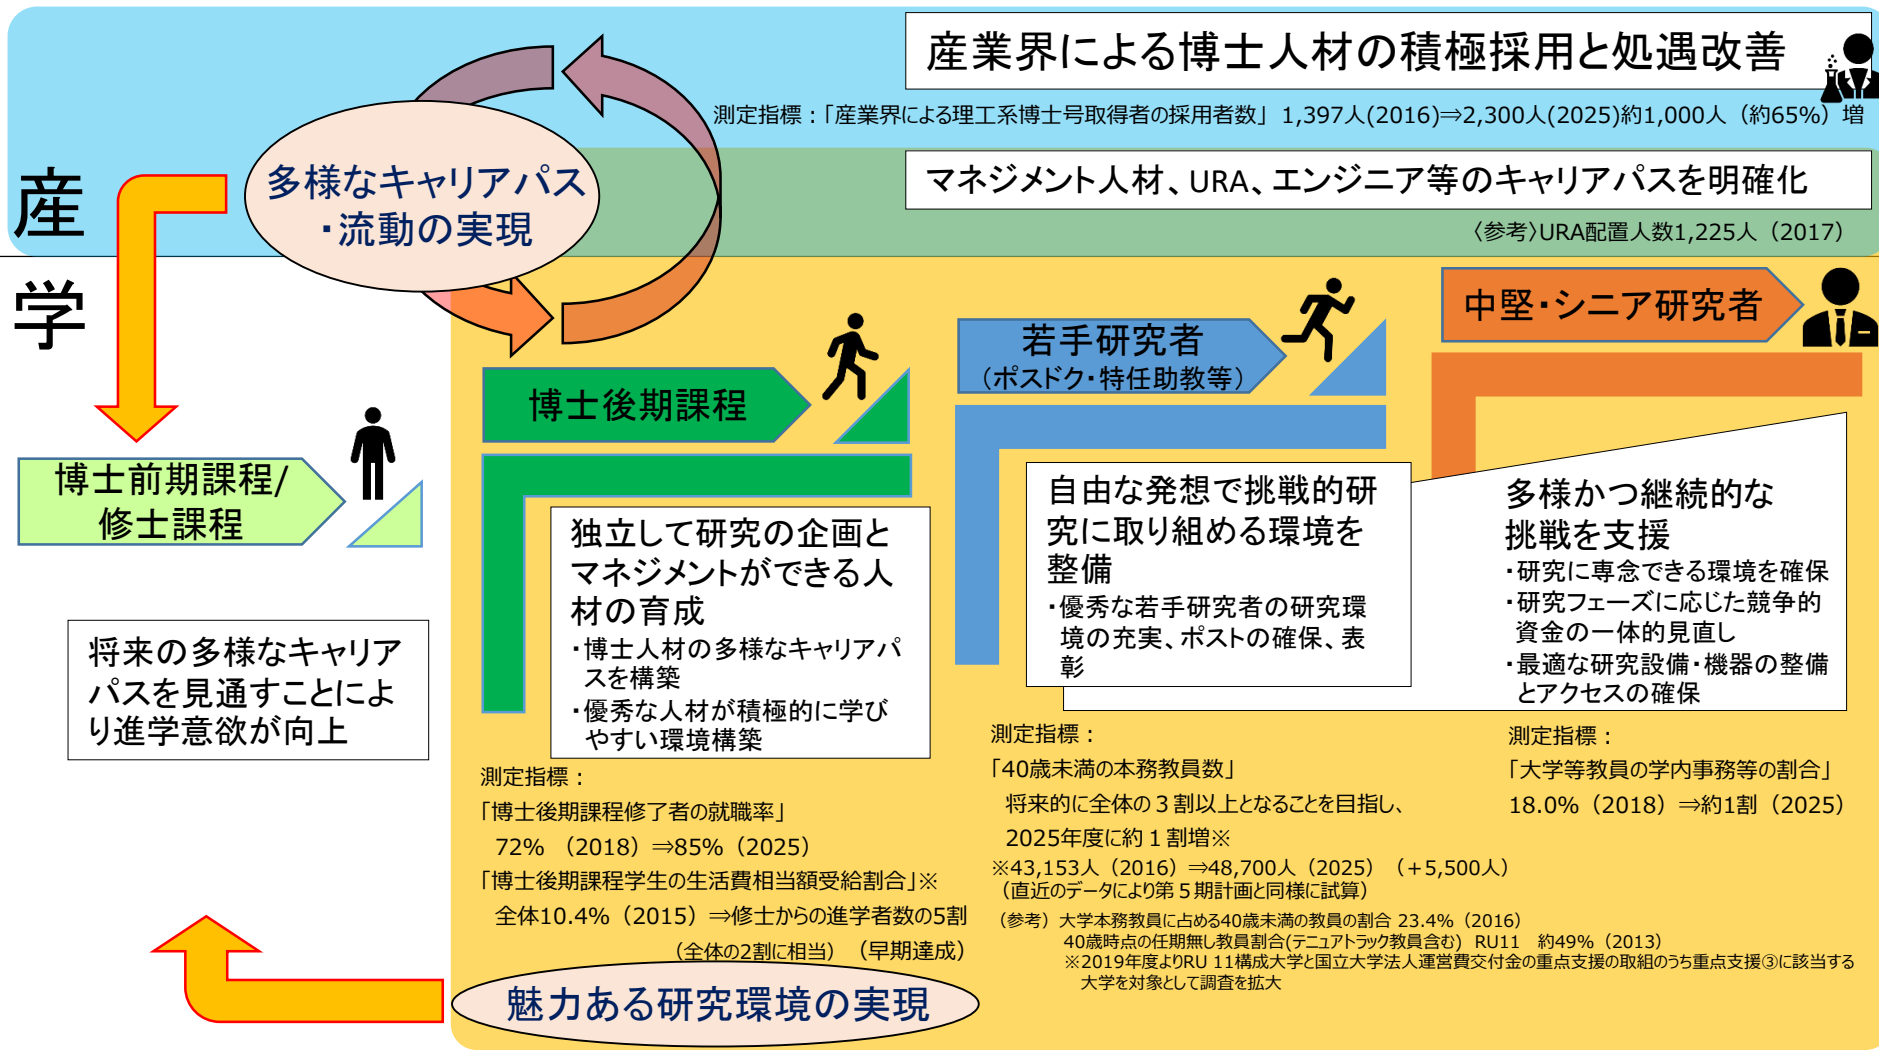 産業界による博士人材の積極採用と処遇改善
測定指標：「産業界による理工系博士号取得者の採用者数」 1,397人(2016)⇒2,300人(2025)約1,000人（約65%）増
産
多様なキャリアパス
・流動の実現
マネジメント人材、URA、エンジニア等のキャリアパスを明確化
〈参考〉URA配置人数1,225人（2017）
学
博士前期課程/
修士課程
将来の多様なキャリア
パスを見通すことによ
り進学意欲が向上
博士後期課程
独立して研究の企画と
マネジメントができる人
材の育成
・博士人材の多様なキャリアパ
スを構築
・優秀な人材が積極的に学び
やすい環境構築
測定指標：
「博士後期課程修了者の就職率」
72% （2018）⇒85%（2025）
「博士後期課程学生の生活費相当額受給割合」※
全体10.4%（2015）⇒修士からの進学者数の5割
（全体の2割に相当）（早期達成）
若手研究者
（ポスドク・特任助教等）
自由な発想で挑戦的研
究に取り組める環境を
整備
・優秀な若手研究者の研究環
境の充実、ポストの確保、表
彰
測定指標：
「40歳未満の本務教員数」
将来的に全体の３割以上となることを目指し、
2025年度に約１割増※
※43,153人（2016）⇒48,700人（2025）（＋5,500人）
（直近のデータにより第５期計画と同様に試算）
（参考）大学本務教員に占める40歳未満の教員の割合 23.4%（2016）
40歳時点の任期無し教員割合(テニュアトラック教員含む) RU11 約49%（2013）
※2019年度よりRU 11構成大学と国立大学法人運営費交付金の重点支援の取組のうち重点支援③に該当する
大学を対象として調査を拡大
中堅・シニア研究者
多様かつ継続的な
挑戦を支援
・研究に専念できる環境を確保
・研究フェーズに応じた競争的
資金の一体的見直し
・最適な研究設備・機器の整備
とアクセスの確保
測定指標：
「大学等教員の学内事務等の割合」
18.0%（2018）⇒約1割（2025）
魅力ある研究環境の実現